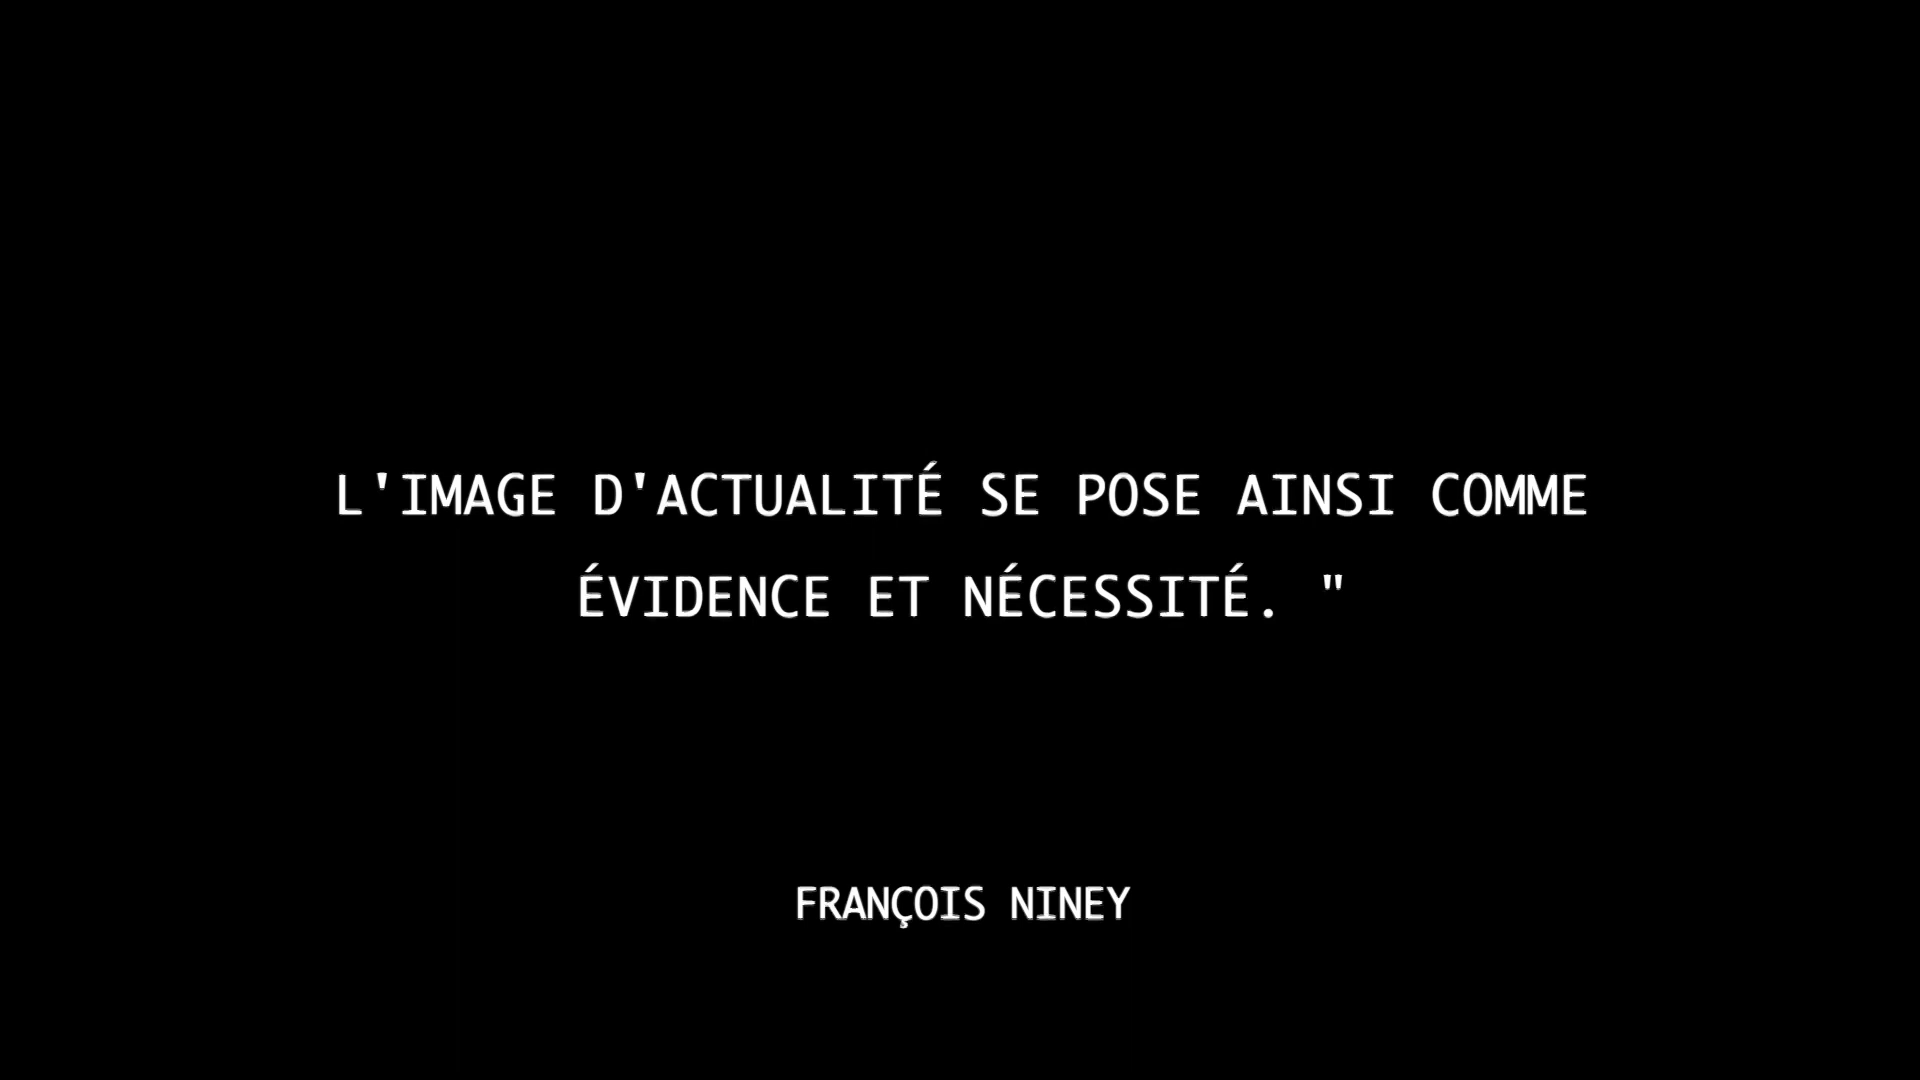 L'IMAGE D'ACTUALITÉ SE POSE AINSI COMME
ÉVIDENCE ET NÉCESSITÉ. "
FRANÇOIS NINEY